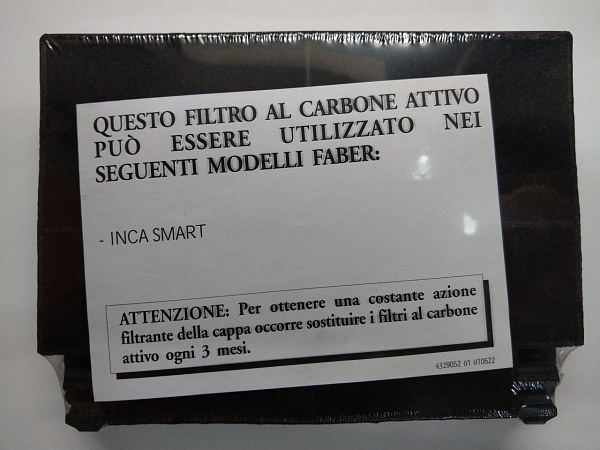 QUESTO FILTRO AL CARBONE ATTIVO
PUÒ ESSERE UTILIZZATO NEI
SEGUENTI MODELLI FABER:
- INCA SMART
ATTENZIONE: Per ottenere una costante azione
filtrante della cappa occorre sostituire i filtri al carbone
attivo ogni 3 mesi.
4329052 01 010622